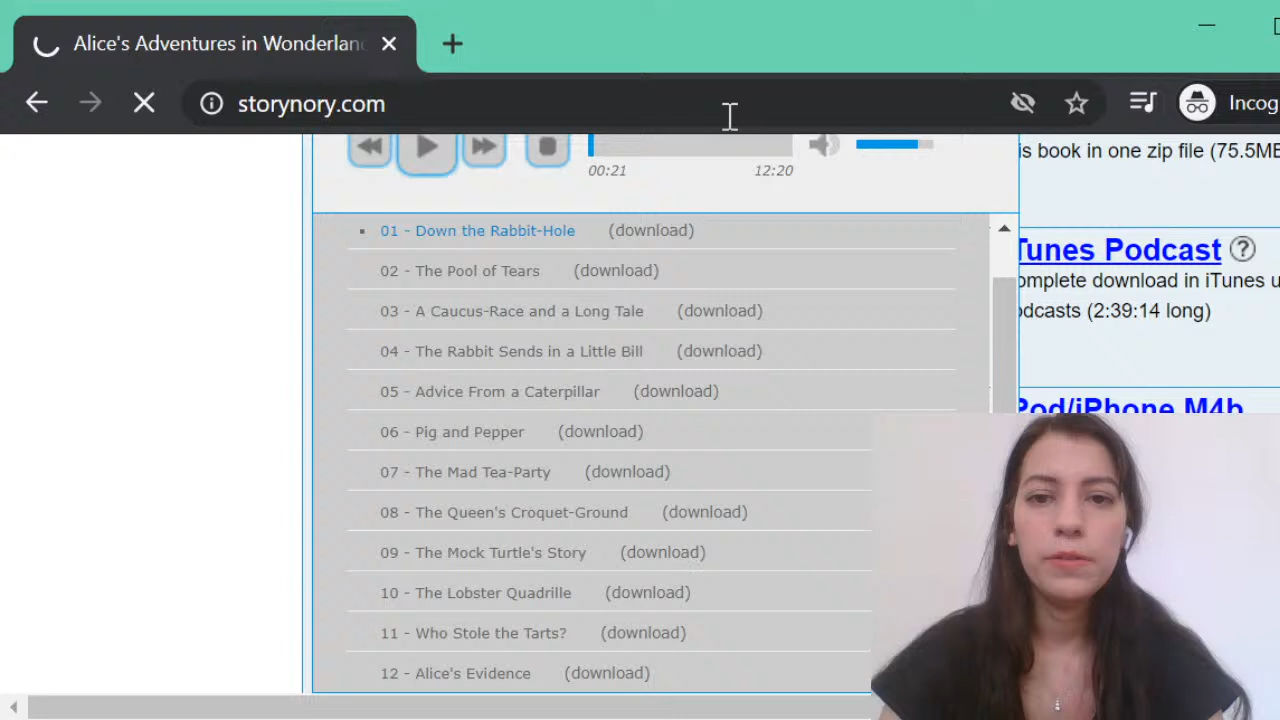 Alice's Adventures in Wonderlan
storynory.com
Incog
00:21 12:20
is book in one zip file (75.5ME
01 - Down the Rabbit-Hole (download)
02 - The Pool of Tears (download)
03 - A Caucus-Race and a Long Tale (download)
04 - The Rabbit Sends in a Little Bill (download)
05 - Advice From a Caterpillar (download)
06 - Pig and Pepper (download)
07 - The Mad Tea-Party (download)
08 - The Queen's Croquet-Ground (download)
09 - The Mock Turtle's Story (download)
10 - The Lobster Quadrille (download)
11 - Who Stole the Tarts? (download)
12 - Alice's Evidence (download)
Tunes Podcast ?
omplete download in iTunes u
dcasts (2:39:14 long)
Pod/iPhone M4b